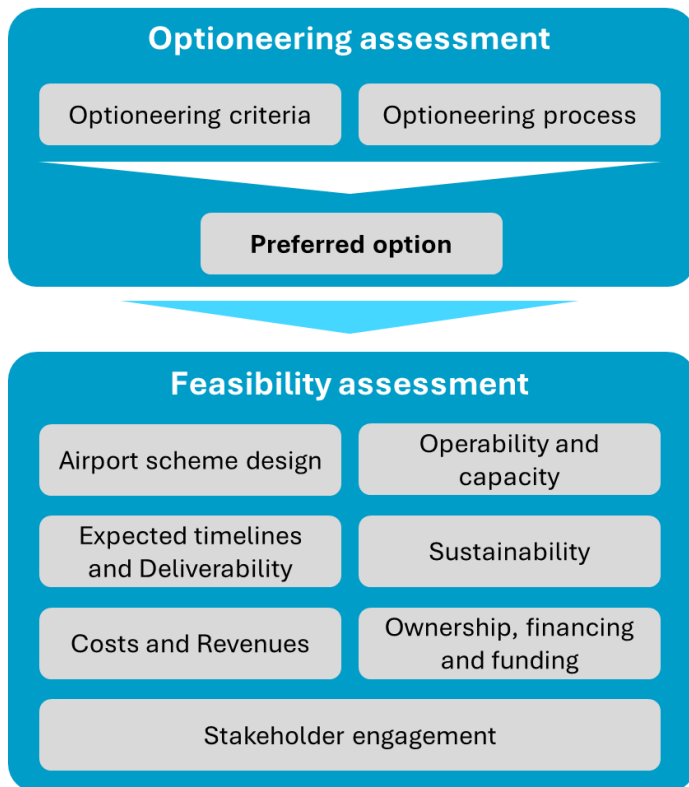 Optioneering assessment
Optioneering criteria
Optioneering process
Preferred option
Feasibility assessment
Airport scheme design
Operability and
capacity
Expected timelines
and Deliverability
Sustainability
Costs and Revenues
Ownership, financing
and funding
Stakeholder engagement